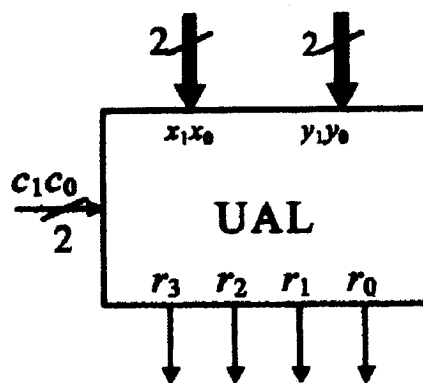 2 2
x₁x₀ y₁y₀
c₁c₀
2
UAL
r₃ r₂ r₁ r₀